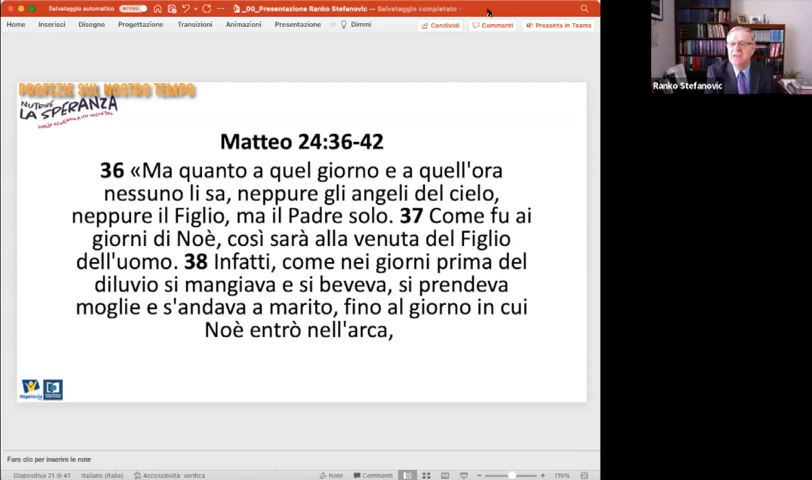 Salvataggio automatico
_00_Presentazione Ranko Stefanovic — Salvataggio completato
Home Inserisci Disegno Progettazione Transizioni Animazioni Presentazione Dimmi
Condividi Commenti Presenta in Teams
Ranko Stefanovic
PROFEZIE SUL NOSTRO TEMPO
NUTRIRE
LA SPERANZA
Matteo 24:36-42
36 «Ma quanto a quel giorno e a quell'ora
nessuno li sa, neppure gli angeli del cielo,
neppure il Figlio, ma il Padre solo. 37 Come fu ai
giorni di Noè, così sarà alla venuta del Figlio
dell'uomo. 38 Infatti, come nei giorni prima del
diluvio si mangiava e si beveva, si prendeva
moglie e s'andava a marito, fino al giorno in cui
Noè entrò nell'arca,
HopeMedia
Fare clic per inserire le note
Diapositiva 21 di 41 Italiano (Italia) Accessibilità: verifica Note Commenti 115%